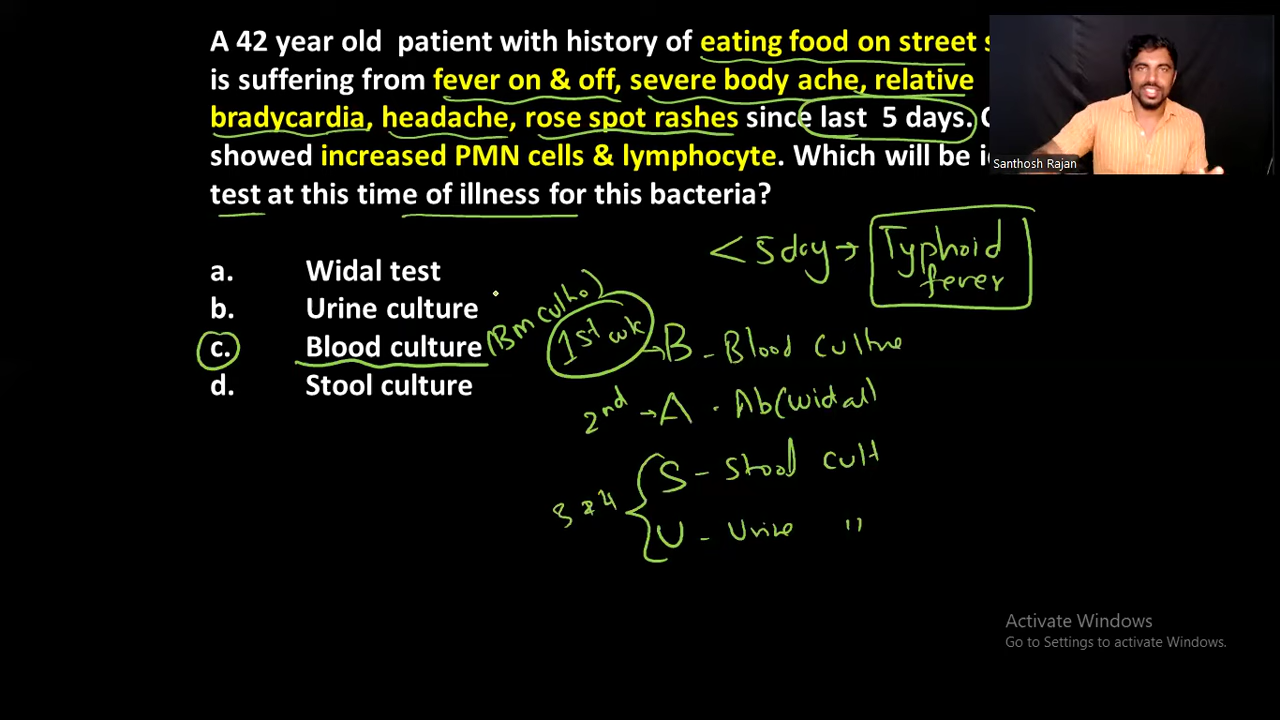 A 42 year old patient with history of eating food on street s
is suffering from fever on & off, severe body ache, relative
bradycardia, headache, rose spot rashes since last 5 days. C
showed increased PMN cells & lymphocyte. Which will be i
test at this time of illness for this bacteria?
Santhosh Rajan
< 5 day → Typhoid
fever
a. Widal test
b. Urine culture
c. Blood culture
d. Stool culture
(BM Cultho)
1st wk → B - Blood Culture
2nd → A - Ab(widal)
S - Stool Cult
3 & 4
U - Urine "
Activate Windows
Go to Settings to activate Windows.